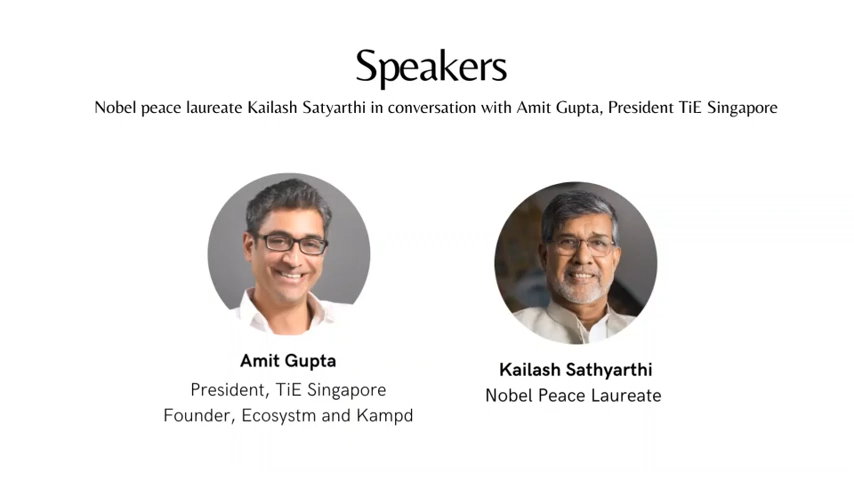 Speakers
Nobel peace laureate Kailash Satyarthi in conversation with Amit Gupta, President TiE Singapore
Amit Gupta
President, TiE Singapore
Founder, Ecosystm and Kampd
Kailash Sathyarthi
Nobel Peace Laureate